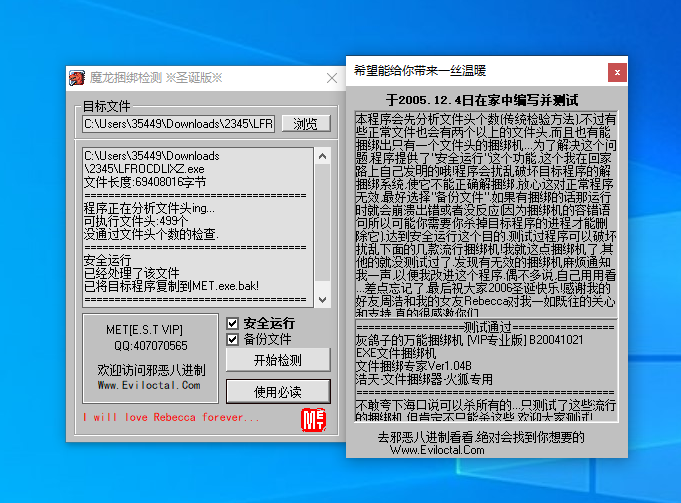 魔龙捆绑检测 ※圣诞版※
目标文件
C:\Users\35449\Downloads\2345\LFR
浏览
C:\Users\35449\Downloads
\2345\LFROCDLIXZ.exe
文件长度:69408016字节
==================================
程序正在分析文件头ing...
可执行文件头:499个
没通过文件头个数的检查.
==================================
安全运行
已经处理了该文件
已将目标程序复制到MET.exe.bak!
==================================
MET[E.S.T VIP]
QQ:407070565
欢迎访问邪恶八进制
Www.Eviloctal.Com
安全运行
备份文件
开始检测
使用必读
I will love Rebecca forever...
MET
希望能给你带来一丝温暖
x
于2005.12.4日在家中编写并测试
本程序会先分析文件头个数(传统检验方法),不过有
些正常文件也会有两个以上的文件头,而且也有能
捆绑出只有一个文件头的捆绑机...为了解决这个问
题,程序提供了"安全运行"这个功能,这个我在回家
路上自己发明的哦!程序会扰乱破坏目标程序的解
捆绑系统,使它不能正确解捆绑,放心这对正常程序
无效,最好选择"备份文件".如果有捆绑的话那运行
时就会崩溃出错或者没反应(因为捆绑机的容错语
句所以可能你需要你杀掉目标程序的进程才能删
除它)达到安全运行这个目的.测试过程序可以破坏
扰乱下面的几款流行捆绑机!我就这点捆绑机了,其
他的就没测试过了,发现有无效的捆绑机麻烦通知
我一声,以便我改进这个程序.偶不多说,自己用用看
...差点忘记了,最后祝大家2006圣诞快乐!感谢我的
好友周浩和我的女友Rebecca对我一如既往的关心
和支持,真的很感激你们
==================测试通过==================
灰鸽子的万能捆绑机 [VIP专业版] B20041021
EXE文件捆绑机
文件捆绑专家Ver1.04B
浩天-文件捆绑器-火狐专用
============================================
不敢夸下海口说可以杀所有的...只测试了这些流行
的捆绑机,但肯定不只能杀这些,欢迎大家测试!
去邪恶八进制看看,绝对会找到你想要的
Www.Eviloctal.Com